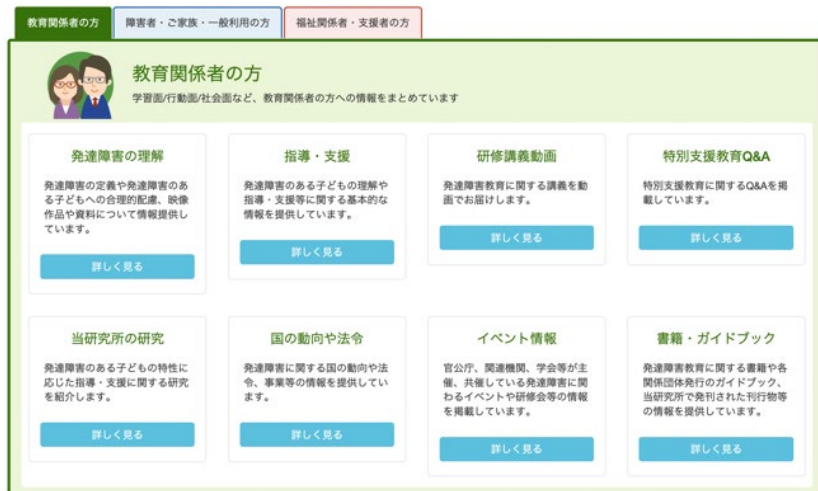 教育関係者の方
障害者・ご家族・一般利用の方
福祉関係者・支援者の方
教育関係者の方
学習面/行動面/社会面など、教育関係者の方への情報をまとめています
発達障害の理解
発達障害の定義や発達障害のあ
る子どもへの合理的配慮、映像
作品や資料について情報提供し
ています。
詳しく見る
指導・支援
発達障害のある子どもの理解や
指導・支援等に関する基本的な
情報を提供しています。
詳しく見る
研修講義動画
発達障害教育に関する講義を動
画でお届けします。
詳しく見る
特別支援教育Q&A
特別支援教育に関するQ&Aを掲
載しています。
詳しく見る
当研究所の研究
発達障害のある子どもの特性に
応じた指導・支援に関する研究
を紹介します。
詳しく見る
国の動向や法令
発達障害に関する国の動向や法
令、事業等の情報を提供してい
ます。
詳しく見る
イベント情報
官公庁、関連機関、学会等が主
催、共催している発達障害に関
わるイベントや研修会等の情報
を掲載しています。
詳しく見る
書籍・ガイドブック
発達障害教育に関する書籍や各
関係団体発行のガイドブック、
当研究所で発刊された刊行物等
の情報を提供しています。
詳しく見る